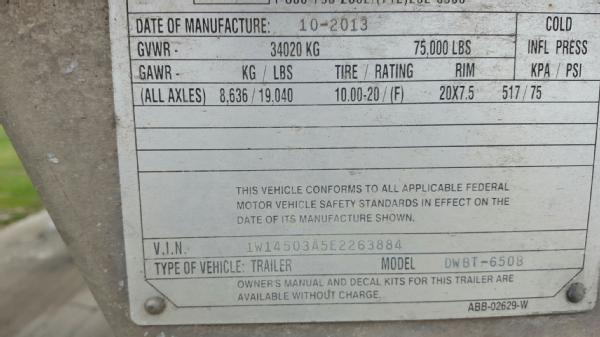 DATE OF MANUFACTURE: 10-2013 COLD
GVWR - 34020 KG 75,000 LBS INFL PRESS
GAWR - KG / LBS TIRE / RATING RIM KPA / PSI
(ALL AXLES) 8,636 / 19,040 10.00-20 / (F) 20X7.5 517 / 75
THIS VEHICLE CONFORMS TO ALL APPLICABLE FEDERAL
MOTOR VEHICLE SAFETY STANDARDS IN EFFECT ON THE
DATE OF ITS MANUFACTURE SHOWN.
V.I.N. 1W14503A5E2263884
TYPE OF VEHICLE: TRAILER MODEL DWBT-650B
OWNER'S MANUAL AND DECAL KITS FOR THIS TRAILER ARE
AVAILABLE WITHOUT CHARGE.
ABB-02629-W